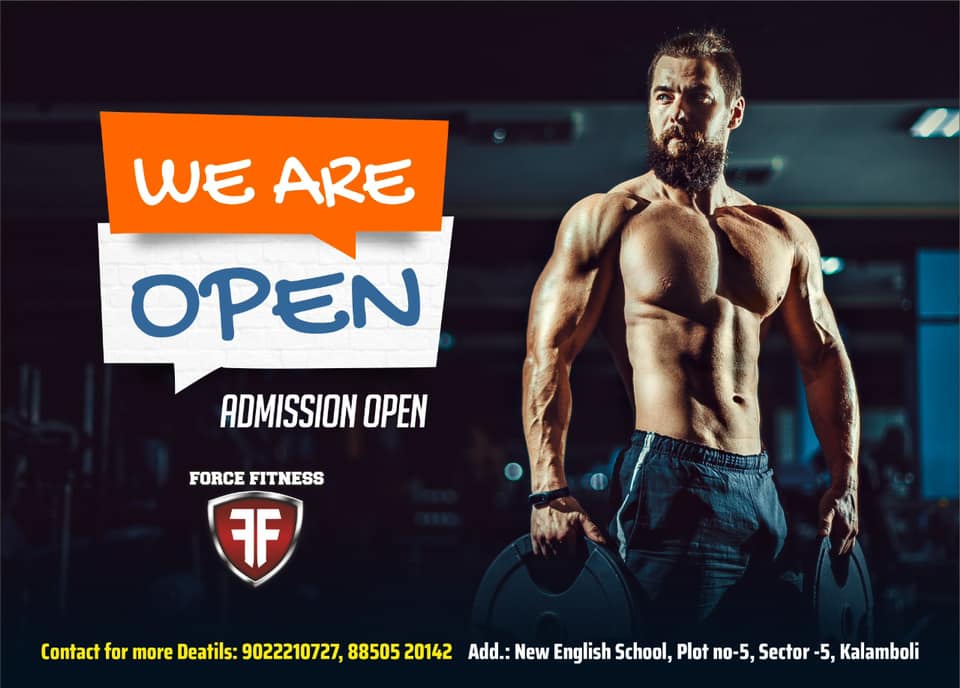 WE ARE
OPEN
ADMISSION OPEN
FORCE FITNESS
FF
Contact for more Deatils: 9022210727, 88505 20142 Add.: New English School, Plot no-5, Sector -5, Kalamboli